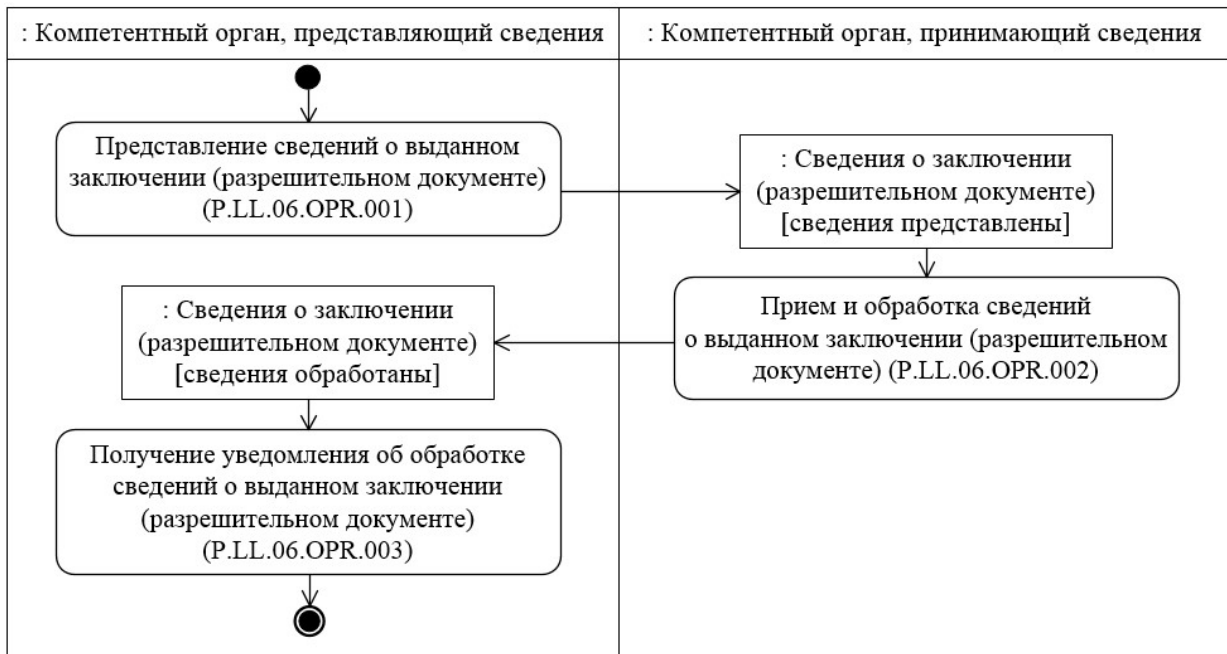 : Компетентный орган, представляющий сведения
: Компетентный орган, принимающий сведения
Представление сведений о выданном
заключении (разрешительном документе)
(P.LL.06.OPR.001)
: Сведения о заключении
(разрешительном документе)
[сведения представлены]
Прием и обработка сведений
о выданном заключении (разрешительном
документе) (P.LL.06.OPR.002)
: Сведения о заключении
(разрешительном документе)
[сведения обработаны]
Получение уведомления об обработке
сведений о выданном заключении
(разрешительном документе)
(P.LL.06.OPR.003)